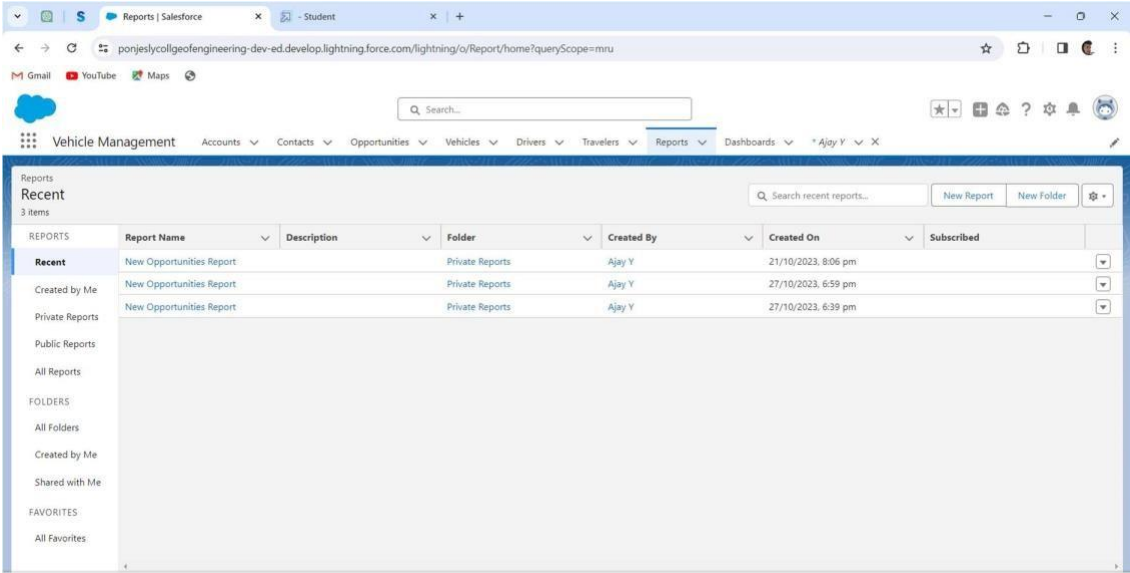 Reports | Salesforce
- Student
ponjeslycollgeofengineering-dev-ed.develop.lightning.force.com/lightning/o/Report/home?queryScope=mru
Gmail YouTube Maps
Search...
Vehicle Management Accounts Contacts Opportunities Vehicles Drivers Travelers Reports Dashboards * Ajay Y
Reports
Recent
3 items
Search recent reports...
New Report New Folder
REPORTS
Recent
Created by Me
Private Reports
Public Reports
All Reports
FOLDERS
All Folders
Created by Me
Shared with Me
FAVORITES
All Favorites
Report Name Description Folder Created By Created On Subscribed
New Opportunities Report Private Reports Ajay Y 21/10/2023, 8:06 pm
New Opportunities Report Private Reports Ajay Y 27/10/2023, 6:59 pm
New Opportunities Report Private Reports Ajay Y 27/10/2023, 6:39 pm